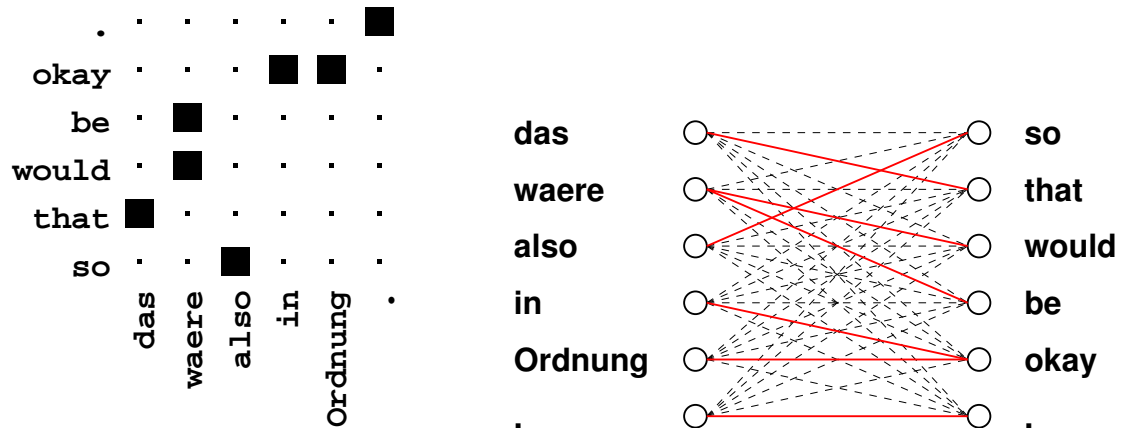 .
okay
be
would
that
so
das waere also in Ordnung .
das so
waere that
also would
in be
Ordnung okay
. .